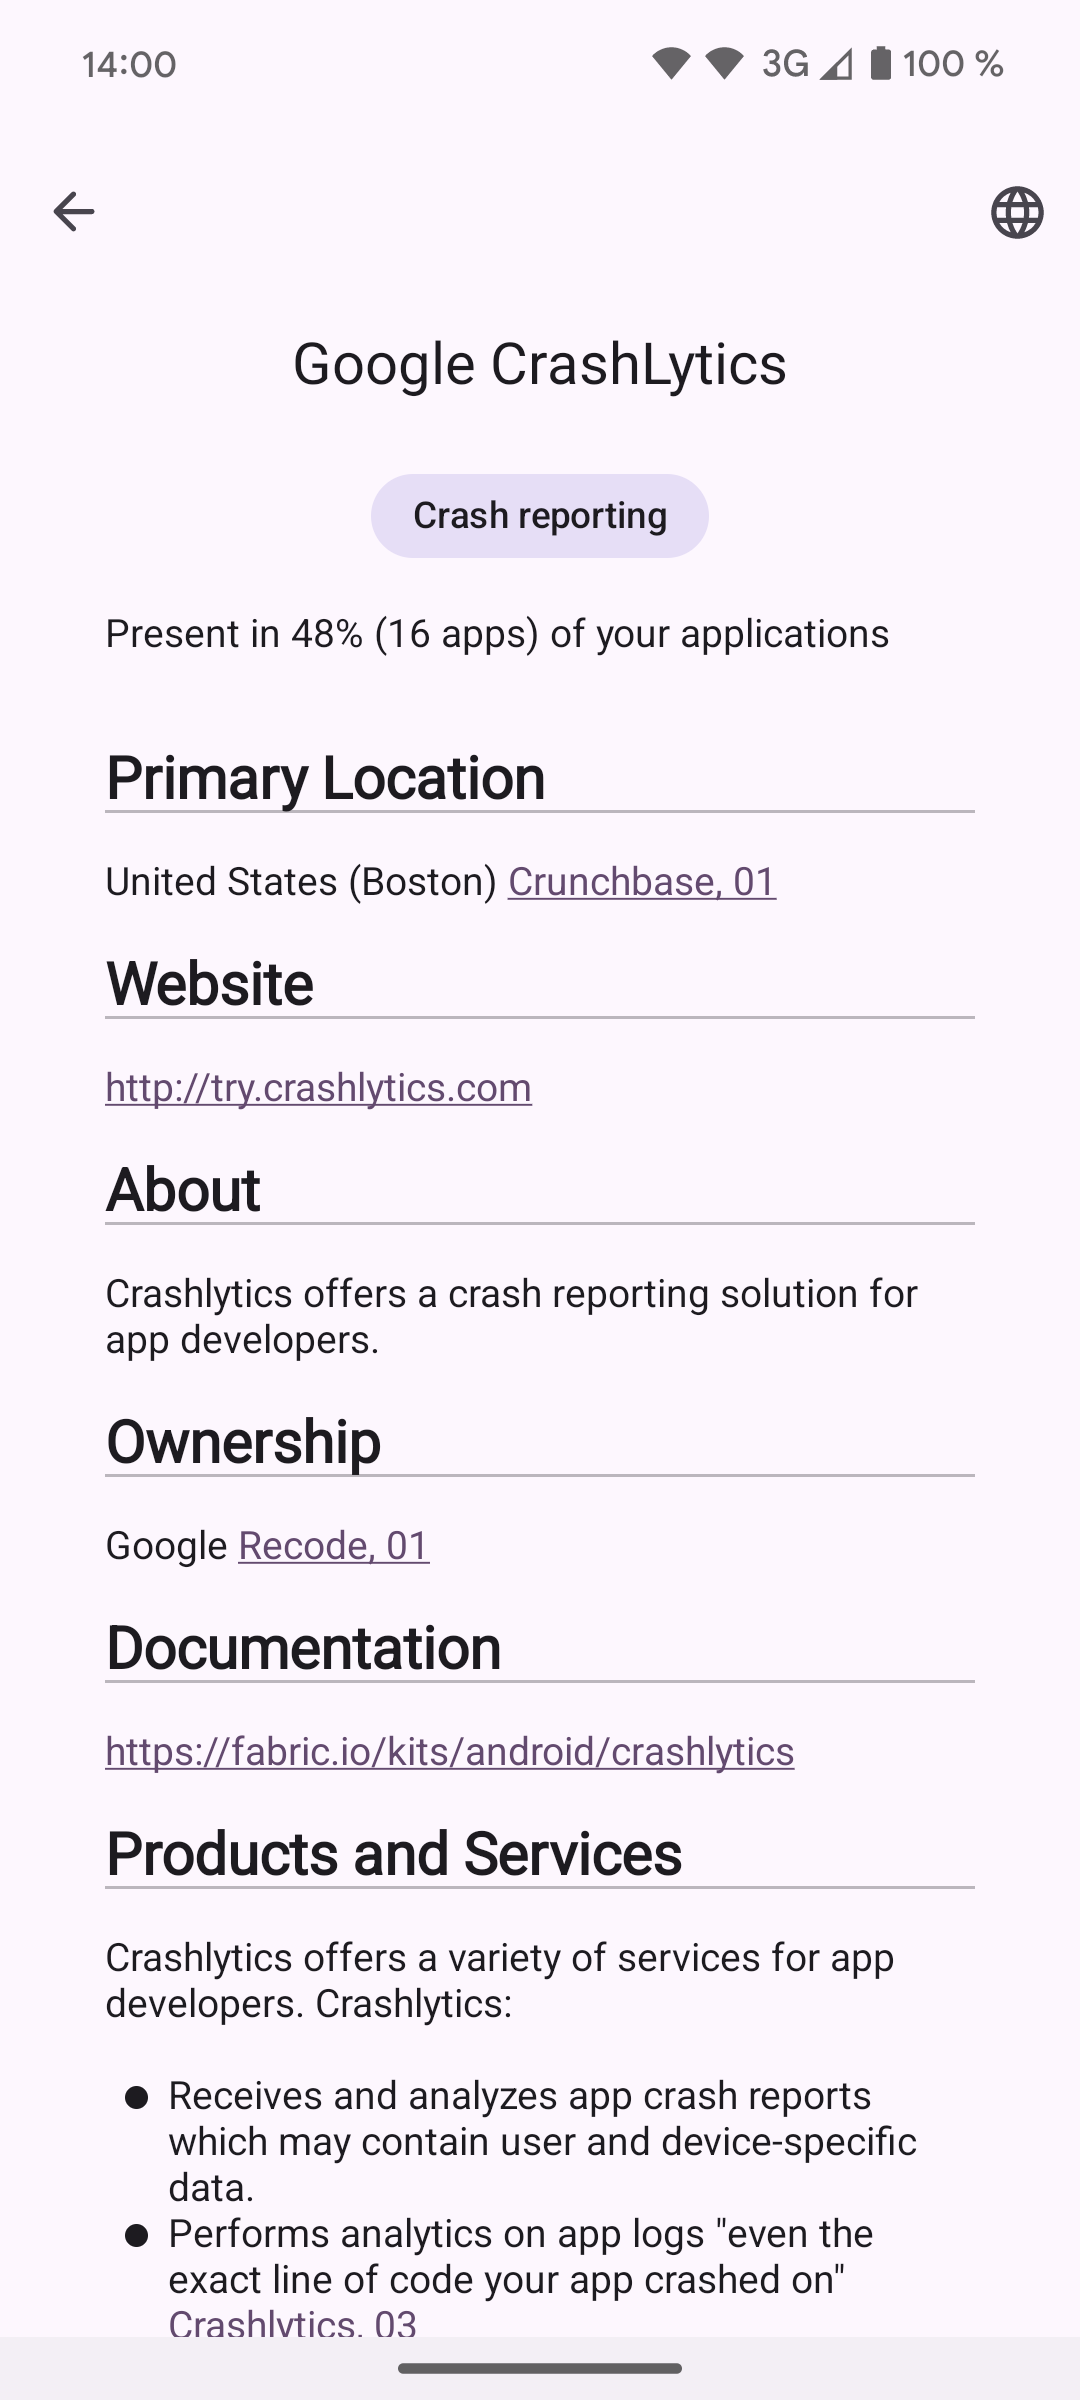 14:00
3G 100 %
Google CrashLytics
Crash reporting
Present in 48% (16 apps) of your applications
Primary Location
United States (Boston) Crunchbase, 01
Website
http://try.crashlytics.com
About
Crashlytics offers a crash reporting solution for
app developers.
Ownership
Google Recode, 01
Documentation
https://fabric.io/kits/android/crashlytics
Products and Services
Crashlytics offers a variety of services for app
developers. Crashlytics:
Receives and analyzes app crash reports
which may contain user and device-specific
data.
Performs analytics on app logs "even the
exact line of code your app crashed on"
Crashlytics, 03